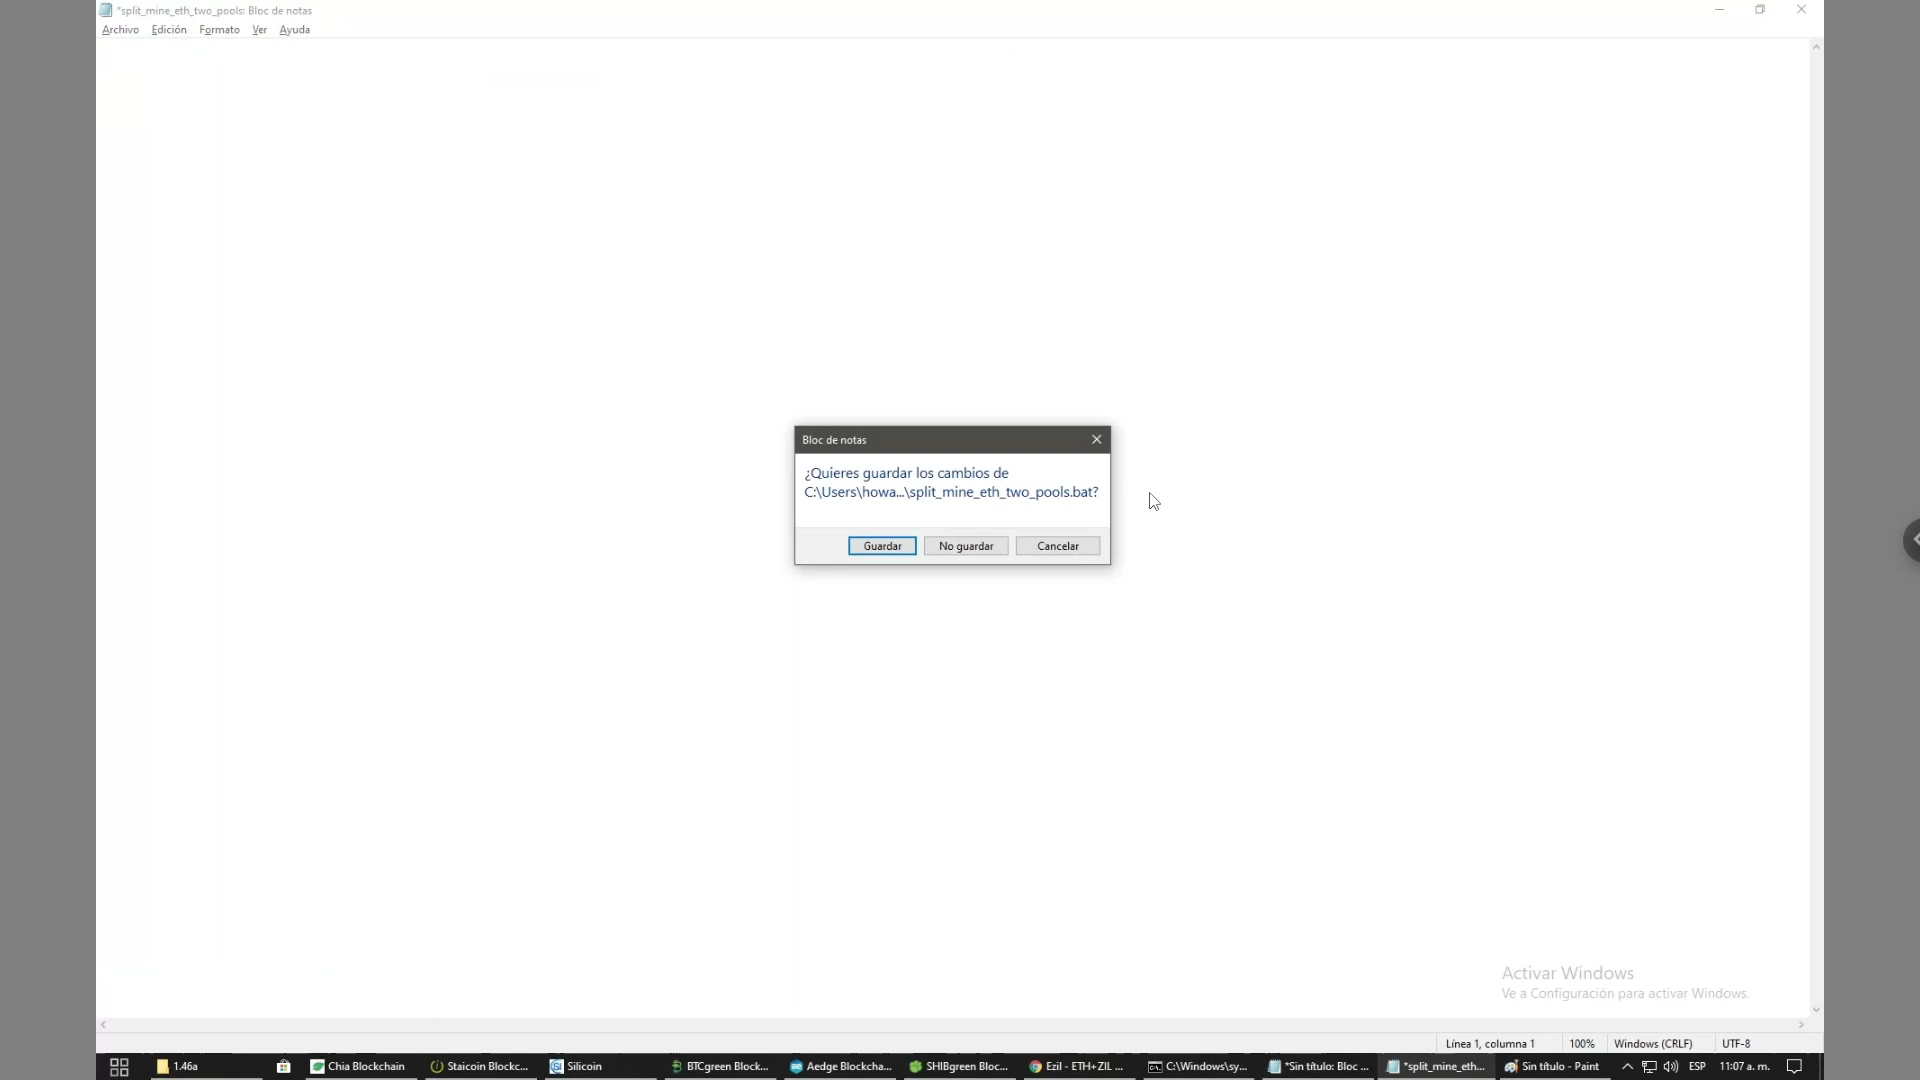 *split_mine_eth_two_pools: Bloc de notas
Archivo Edición Formato Ver Ayuda
Bloc de notas
¿Quieres guardar los cambios de
C:\Users\howa...\split_mine_eth_two_pools.bat?
Guardar No guardar Cancelar
Activar Windows
Ve a Configuración para activar Windows.
Línea 1, columna 1 100% Windows (CRLF) UTF-8
1.46a Chia Blockchain Staicoin Blockc... Silicoin BTCgreen Block... Aedge Blockcha... SHIBgreen Bloc... Ezil - ETH+ZIL ... C:\Windows\sy... *Sin título: Bloc ... *split_mine_eth... Sin título - Paint ESP 11:07 a. m.